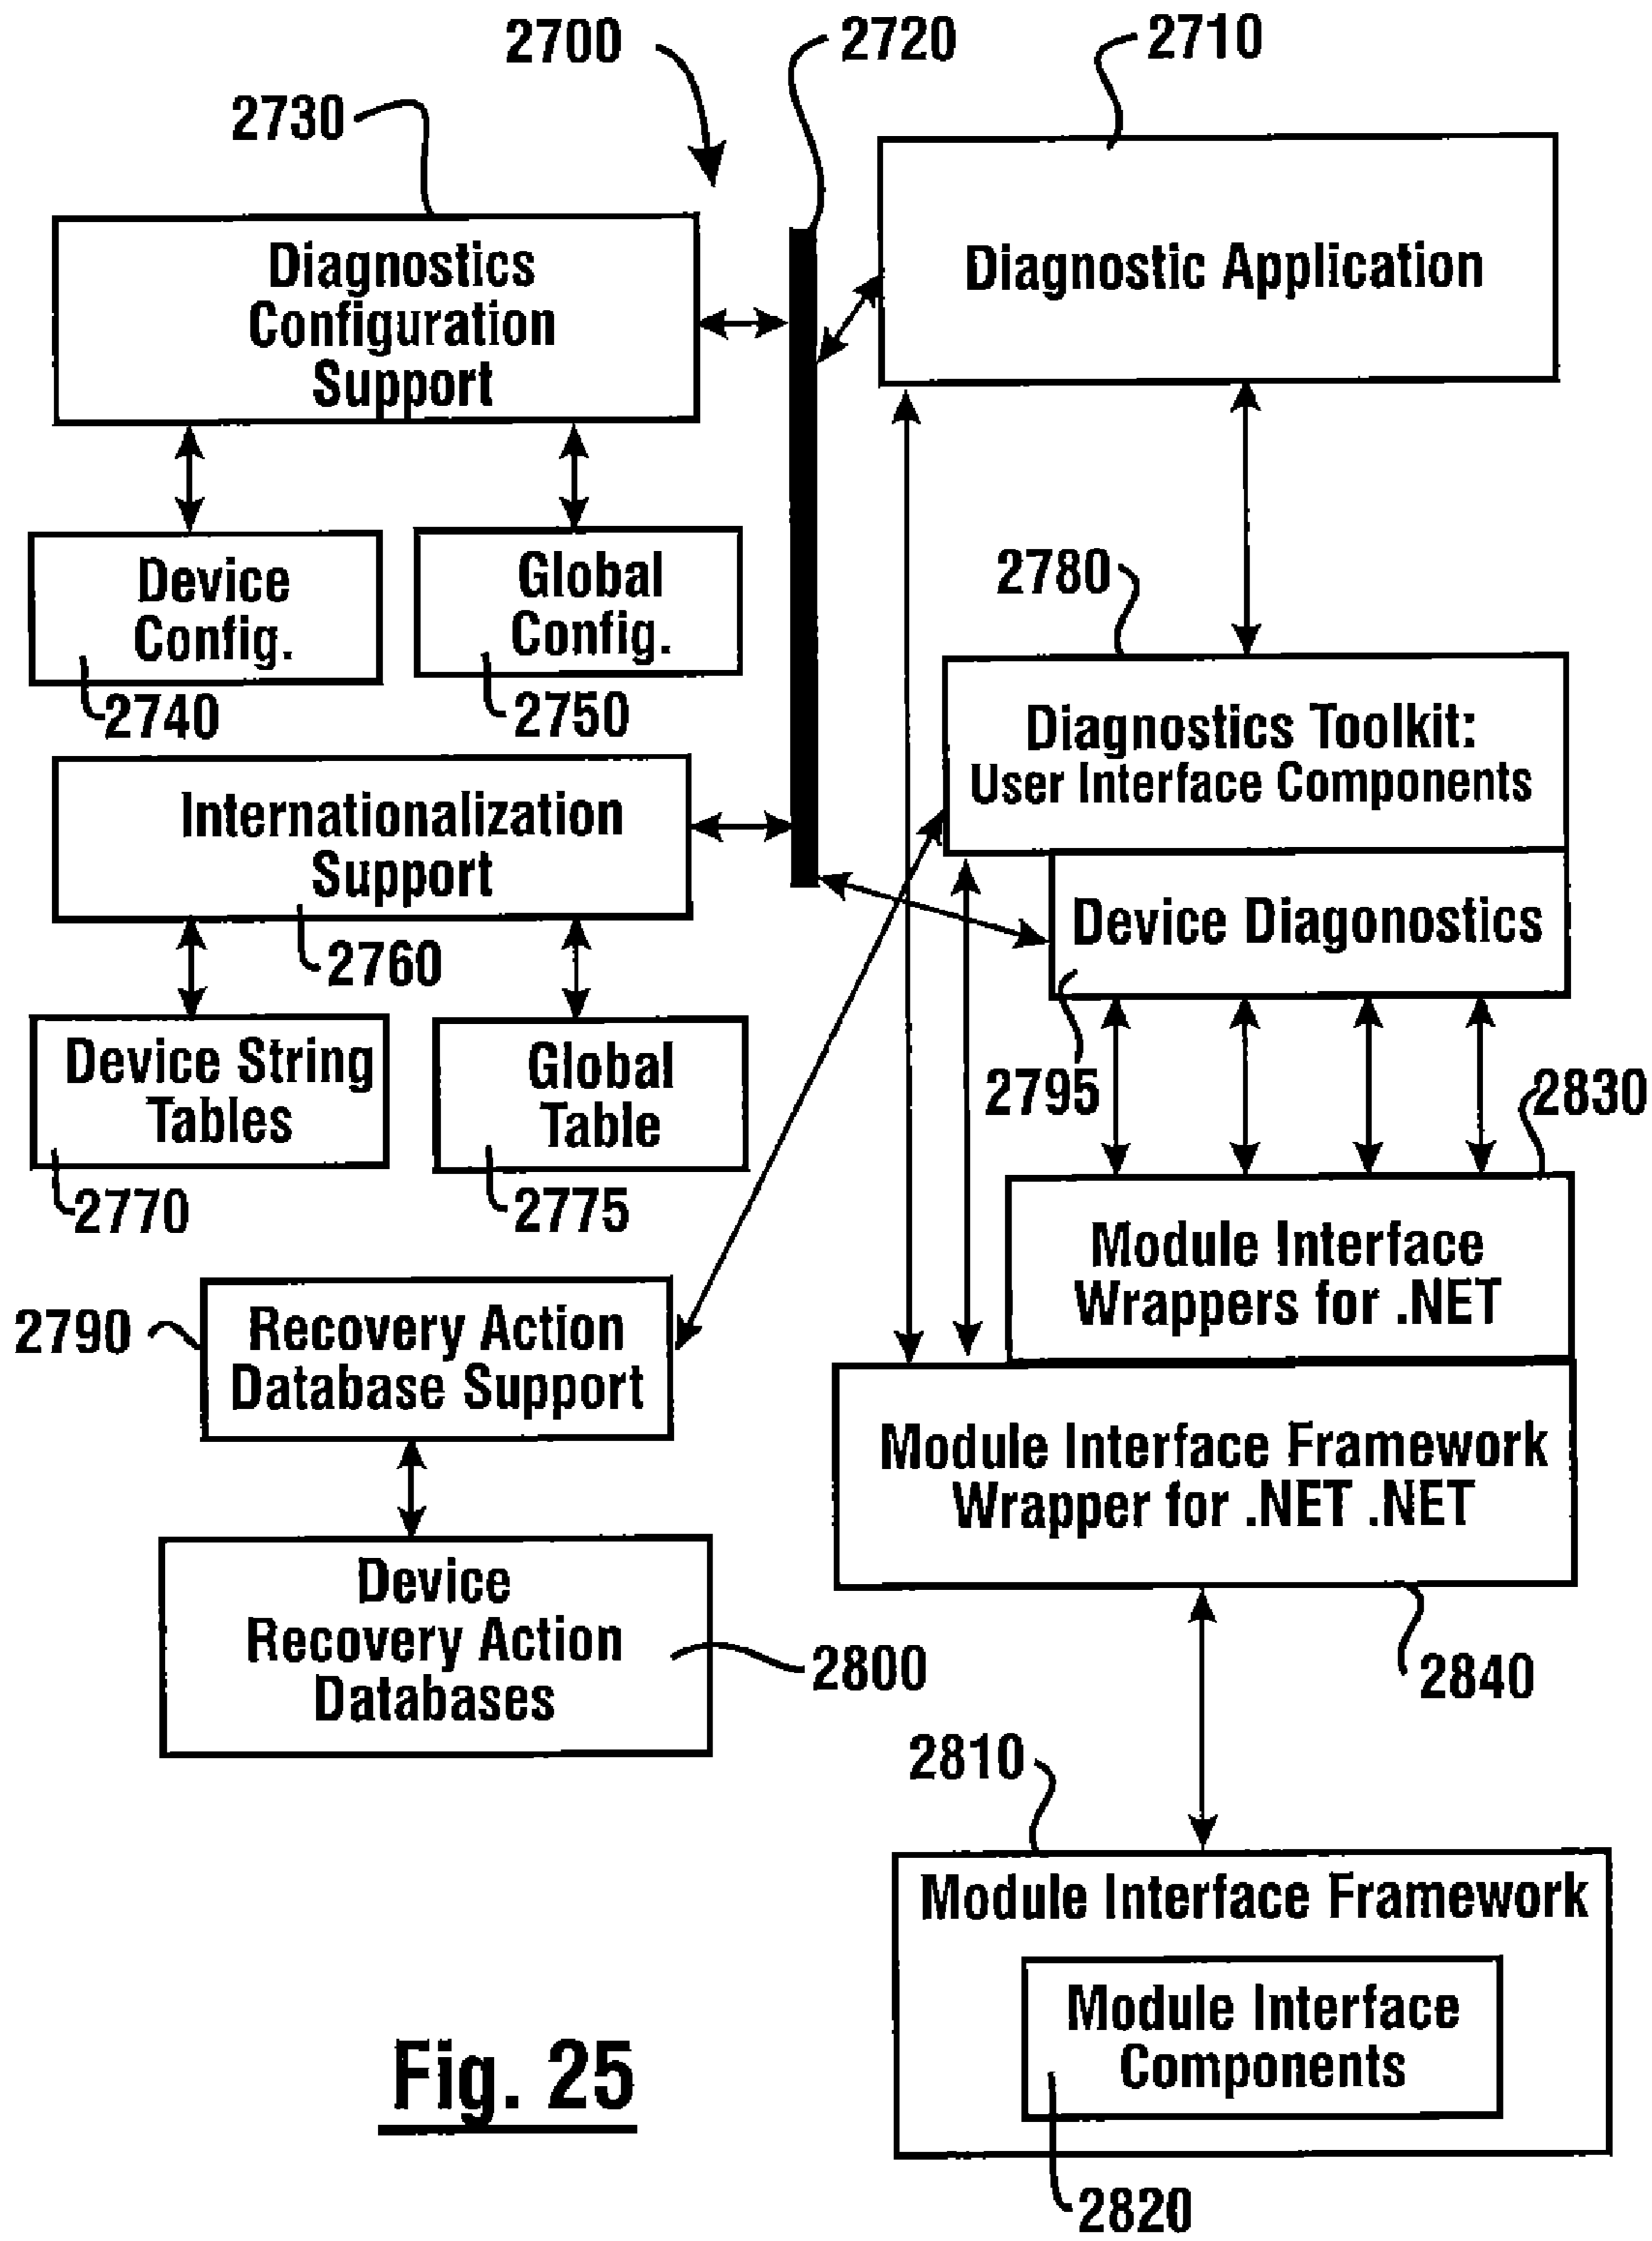 2700
2720
2710
2730
Diagnostics
Configuration
Support
Diagnostic Application
Device
Config.
2740
Global
Config.
2750
2780
Diagnostics Toolkit:
User Interface Components
Internationalization
Support
2760
Device Diagonostics
2795
Device String
Tables
2770
Global
Table
2775
2830
Module Interface
Wrappers for .NET
2790
Recovery Action
Database Support
Module Interface Framework
Wrapper for .NET .NET
2840
Device
Recovery Action
Databases
2800
2810
Module Interface Framework
Module Interface
Components
2820
Fig. 25